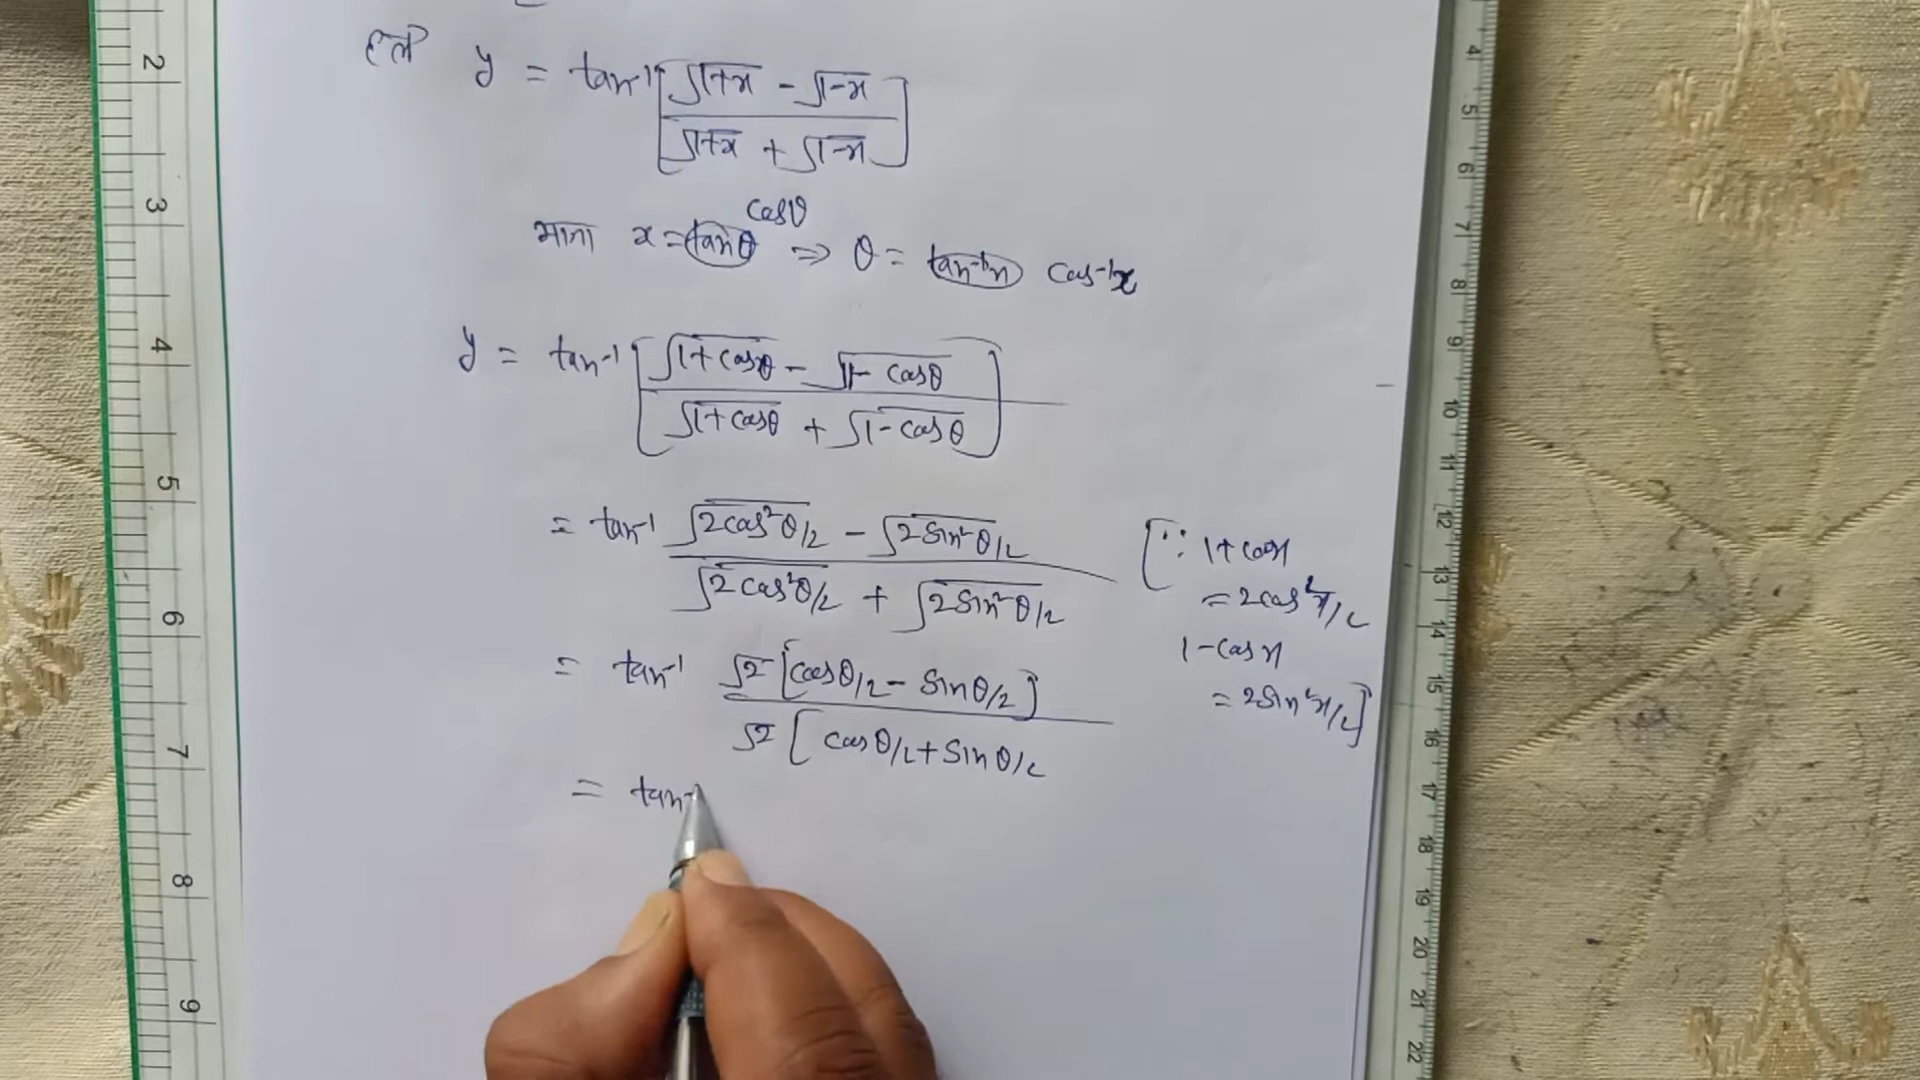 हल y = tan⁻¹[√1+x - √1-x / √1+x + √1-x]
cosθ
माना x = tanθ ⇒ θ = tan⁻¹x cos⁻¹x
y = tan⁻¹[√1+cosθ - √1-cosθ / √1+cosθ + √1-cosθ]
= tan⁻¹ √2cos²θ/2 - √2sin²θ/2 / √2cos²θ/2 + √2sin²θ/2
[∵ 1+cosx
= 2cos²x/2
1-cosx
= 2sin²x/2]
= tan⁻¹ √2[cosθ/2 - sinθ/2] / √2[cosθ/2 + sinθ/2
= tan⁻
2
3
4
5
6
7
8
9
4
5
6
7
8
9
10
11
12
13
14
15
16
17
18
19
20
21
22